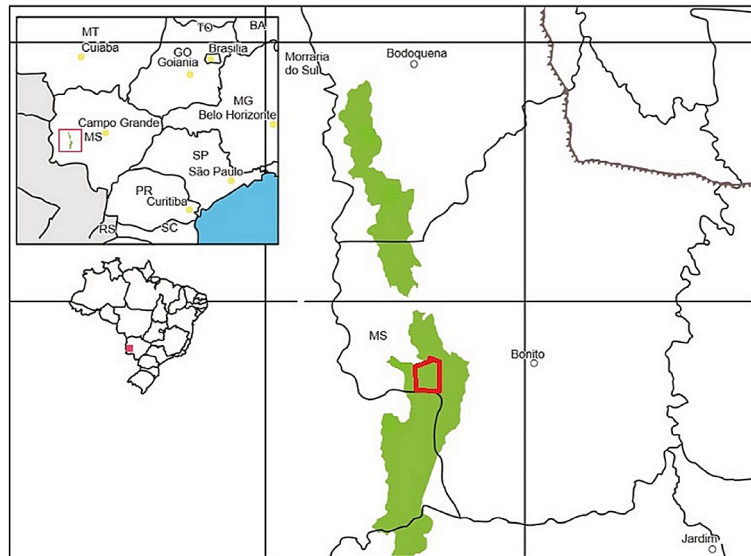 MT
Cuiaba
TO
BA
GO
Brasília
Goiania
MG
Belo Horizonte
Campo Grande
MS
SP
São Paulo
PR
Curitiba
RS
SC
Morraria
do Sul
Bodoquena
MS
Bonito
Jardim